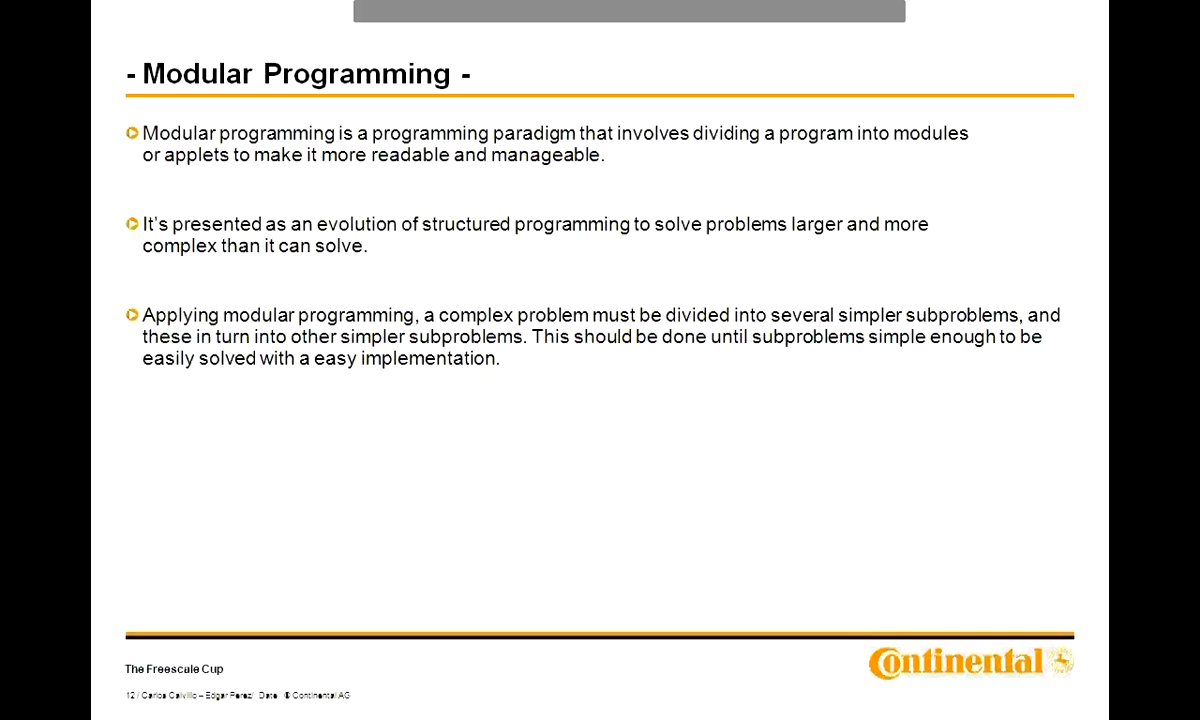 - Modular Programming -
Modular programming is a programming paradigm that involves dividing a program into modules
or applets to make it more readable and manageable.
It's presented as an evolution of structured programming to solve problems larger and more
complex than it can solve.
Applying modular programming, a complex problem must be divided into several simpler subproblems, and
these in turn into other simpler subproblems. This should be done until subproblems simple enough to be
easily solved with a easy implementation.
The Freescale Cup
Continental
12 / Carlos Calvillo – Edgar Perez/ Date © Continental AG